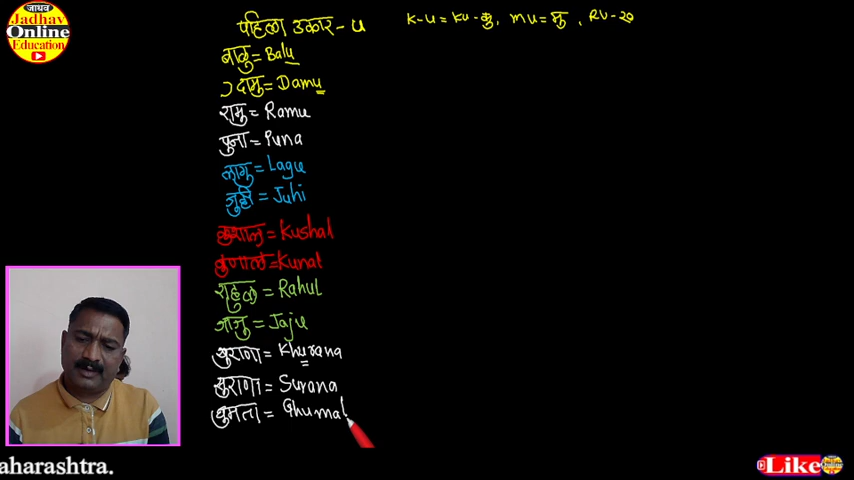 जाधव
Jadhav
Online
Education
पहिला उकार - u
K-u = Ku - कु, mu = मु, Ru - रु
बाळु = Balu
दामु = Damu
रामु = Ramu
पुना = Puna
लागु = Lagu
जुही = Juhi
कुशाल = Kushal
कुणाल = Kunal
राहुल = Rahul
जाजु = Jaju
खुराना = Khurana
सुराणा = Surana
घुमता = Ghumat
aharashtra.
Like